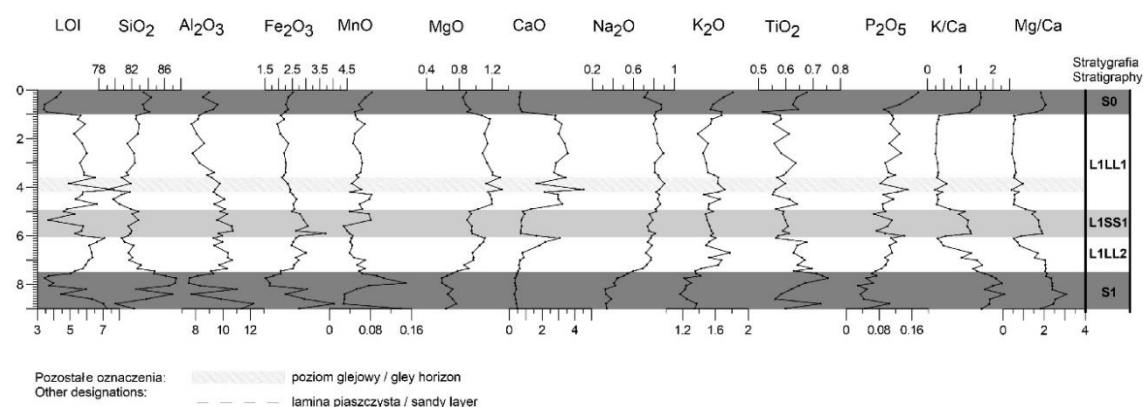 LOI SiO2 Al2O3 Fe2O3 MnO MgO CaO Na2O K2O TiO2 P2O5 K/Ca Mg/Ca
78 82 86 1.5 2.5 3.5 4.5 0.4 0.8 1.2 0.2 0.6 1 0.5 0.6 0.7 0.8 0 1 2
Stratygrafia
Stratigraphy
0
S0
2
L1LL1
4
L1SS1
6
L1LL2
8
S1
3 5 7 8 10 12 0 0.08 0.16 0 2 4 1.2 1.6 2 0 0.08 0.16 0 2 4
Pozostałe oznaczenia:
Other designations:
poziom glejowy / gley horizon
lamina piaszczysta / sandy layer